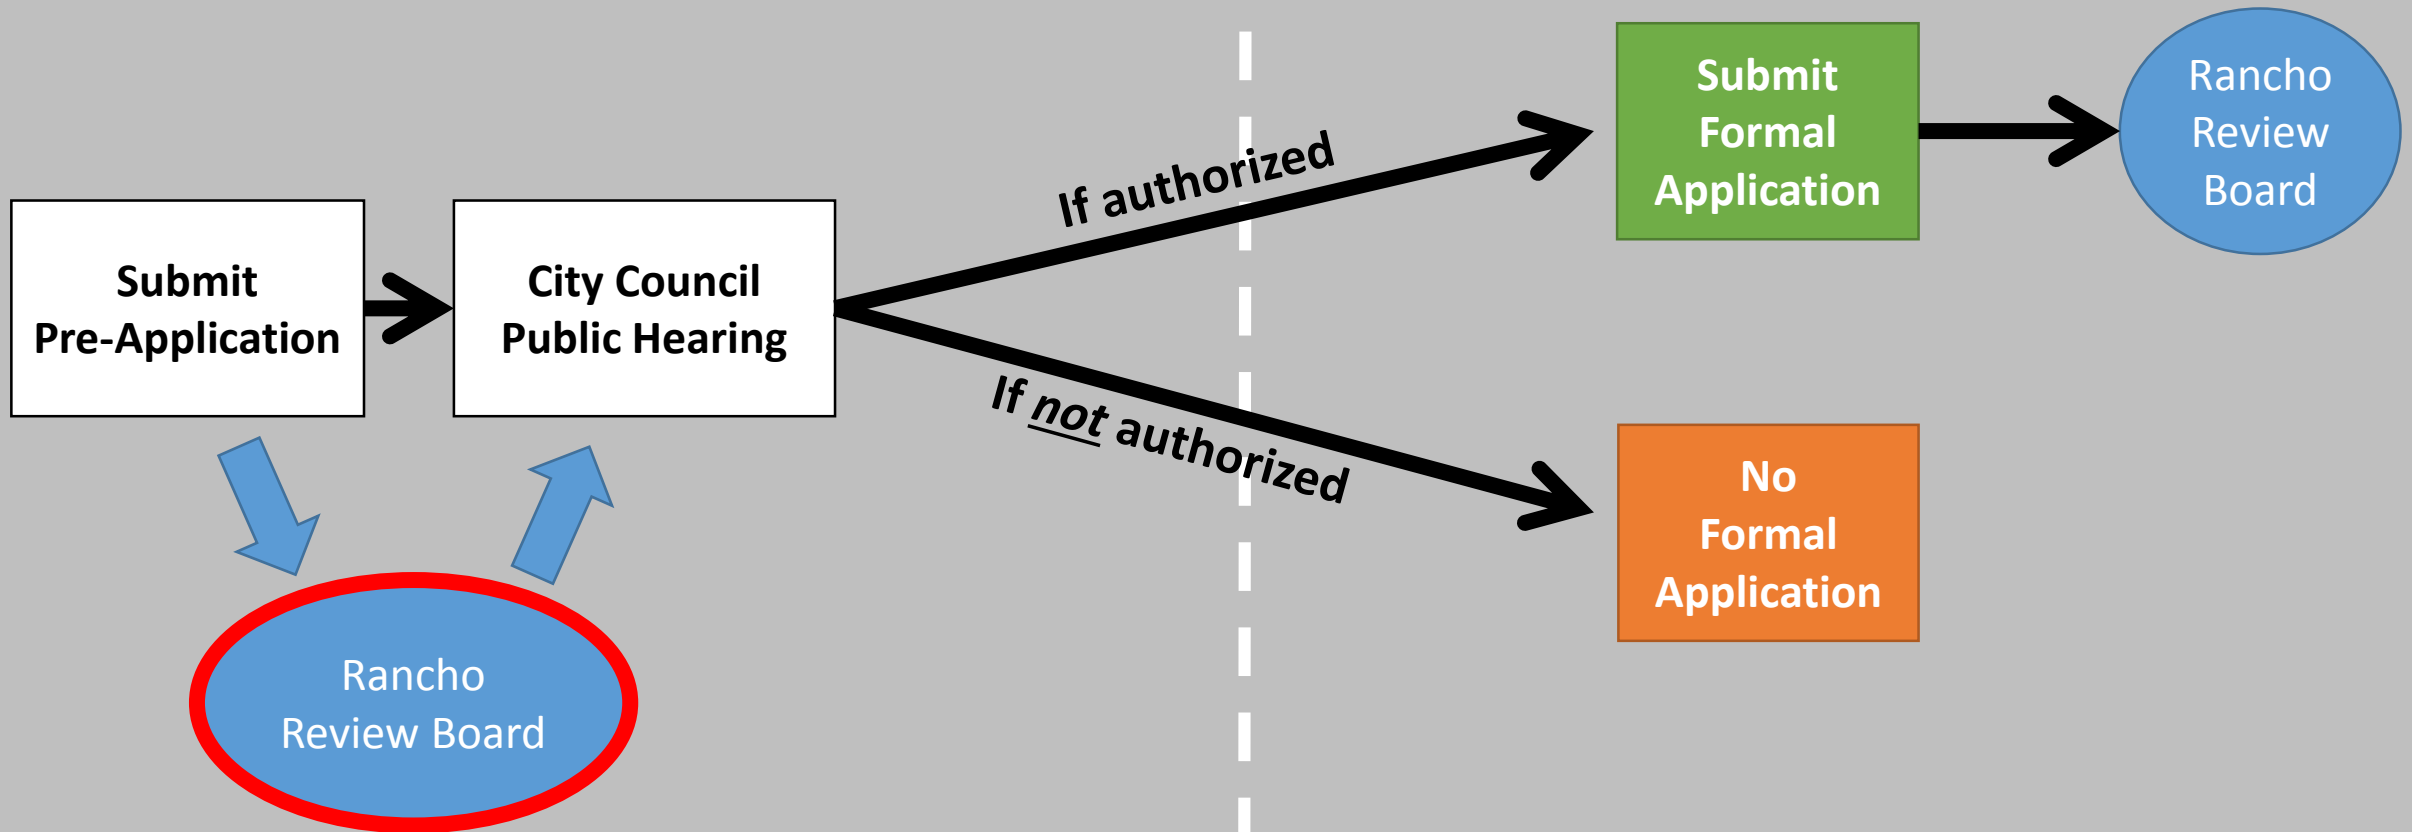 Submit
Pre-Application
City Council
Public Hearing
Rancho
Review Board
If authorized
If not authorized
Submit
Formal
Application
No
Formal
Application
Rancho
Review
Board